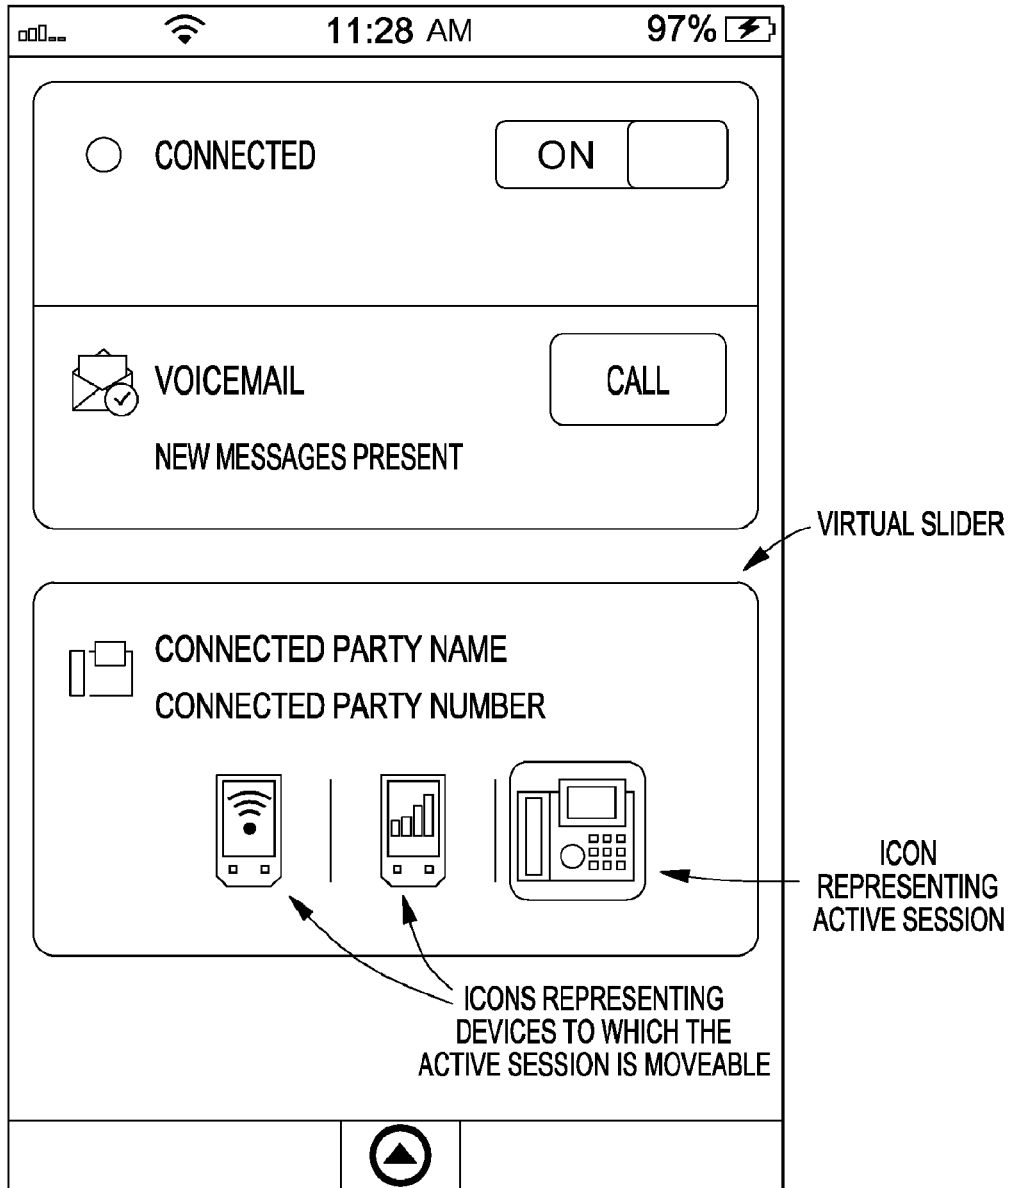 11:28 AM
97%
CONNECTED
ON
VOICEMAIL
CALL
NEW MESSAGES PRESENT
VIRTUAL SLIDER
CONNECTED PARTY NAME
CONNECTED PARTY NUMBER
ICON
REPRESENTING
ACTIVE SESSION
ICONS REPRESENTING
DEVICES TO WHICH THE
ACTIVE SESSION IS MOVEABLE